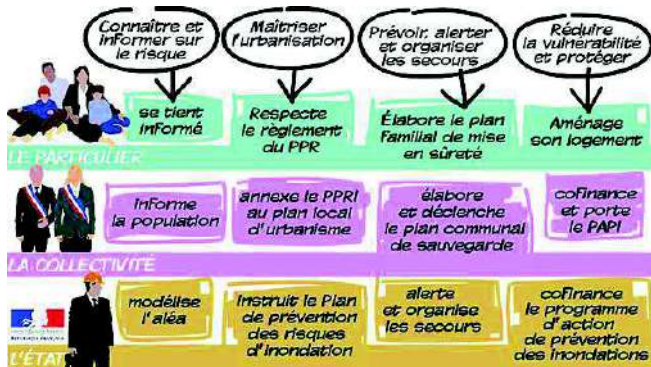 Connaître et
informer sur
le risque
Maîtriser
l'urbanisation
Prévoir, alerter
et organiser
les secours
Réduire
la vulnérabilité
et protéger
se tient
informé
Respecte
le règlement
du PPR
Élabore le plan
familial de mise
en sûreté
Aménage
son logement
LE PARTICULIER
informe
la population
annexe le PPRI
au plan local
d'urbanisme
élabore
et déclenche
le plan communal
de sauvegarde
cofinance
et porte
le PAPI
LA COLLECTIVITÉ
modélise
l'aléa
instruit le Plan
de prévention
des risques
d'inondation
alerte
et organise
les secours
cofinance
le programme
d'action
de prévention
des inondations
RÉPUBLIQUE FRANÇAISE
L'ÉTAT